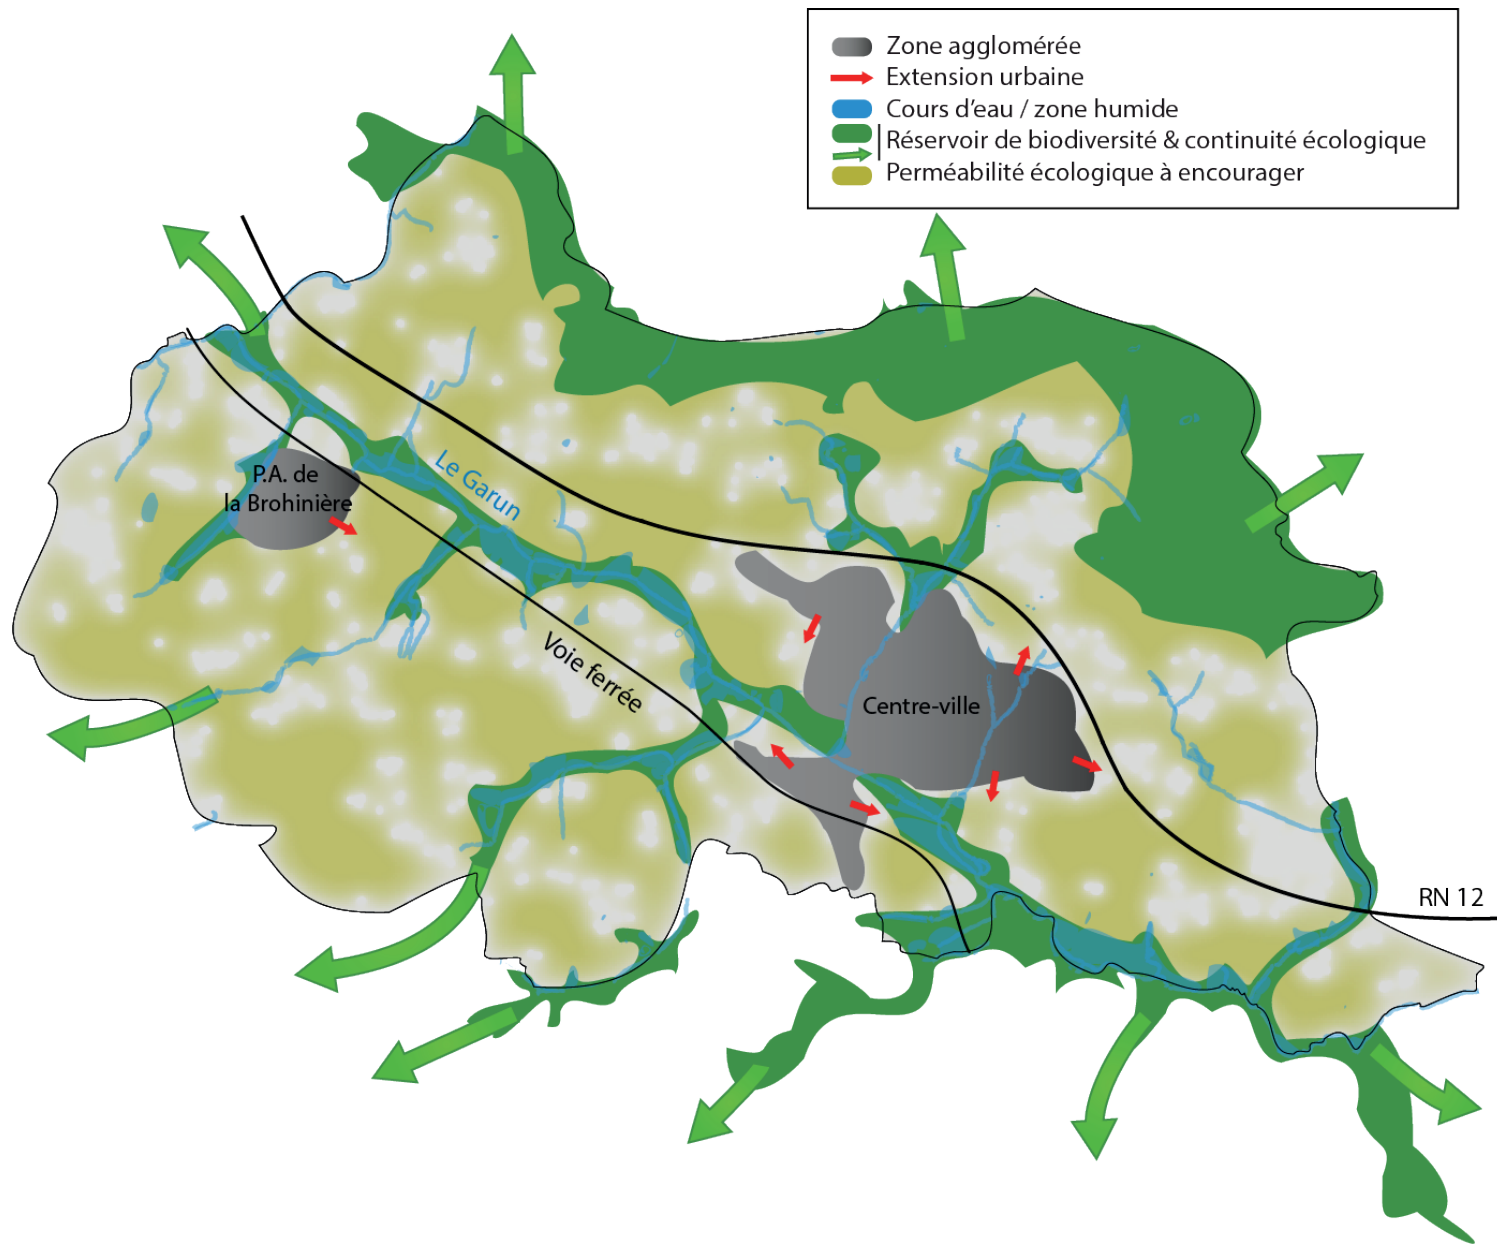 Zone agglomérée
Extension urbaine
Cours d'eau / zone humide
Réservoir de biodiversité & continuité écologique
Perméabilité écologique à encourager
P.A. de
la Brohinière
Le Garun
Voie ferrée
Centre-ville
RN 12